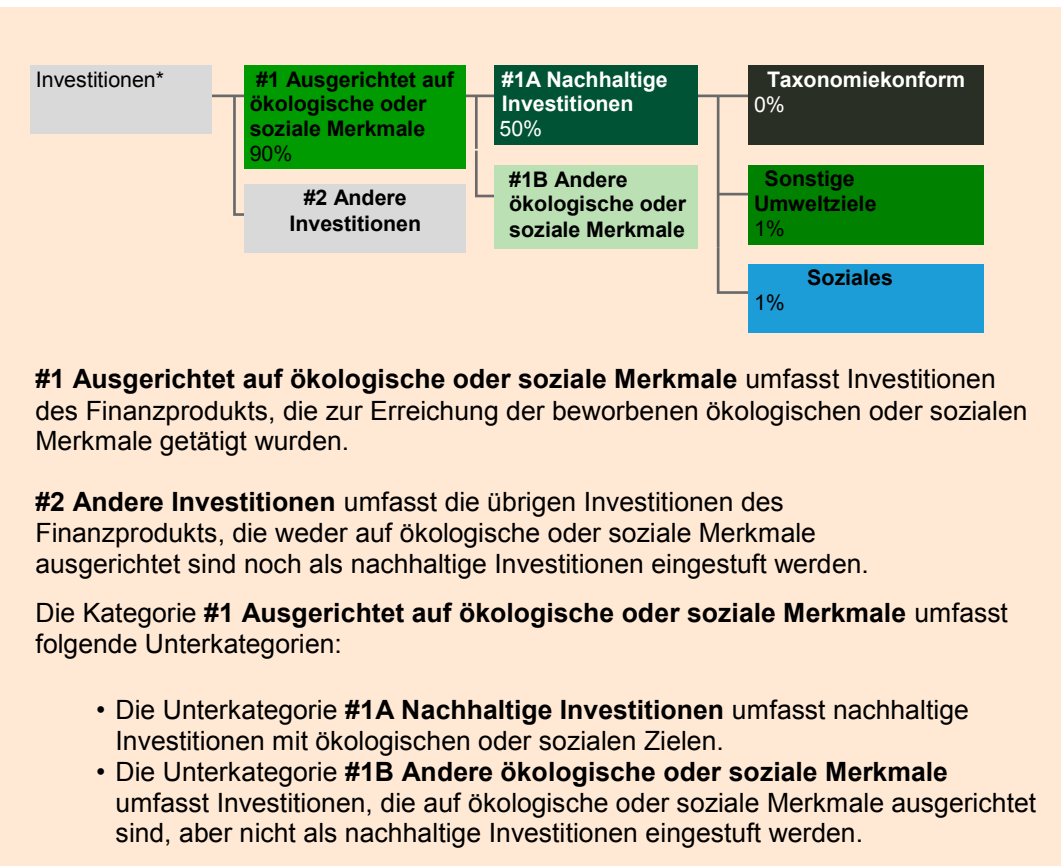 Investitionen*
#1 Ausgerichtet auf
ökologische oder
soziale Merkmale
90%
#2 Andere
Investitionen
#1A Nachhaltige
Investitionen
50%
#1B Andere
ökologische oder
soziale Merkmale
Taxonomiekonform
0%
Sonstige
Umweltziele
1%
Soziales
1%
#1 Ausgerichtet auf ökologische oder soziale Merkmale umfasst Investitionen
des Finanzprodukts, die zur Erreichung der beworbenen ökologischen oder sozialen
Merkmale getätigt wurden.
#2 Andere Investitionen umfasst die übrigen Investitionen des
Finanzprodukts, die weder auf ökologische oder soziale Merkmale
ausgerichtet sind noch als nachhaltige Investitionen eingestuft werden.
Die Kategorie #1 Ausgerichtet auf ökologische oder soziale Merkmale umfasst
folgende Unterkategorien:
• Die Unterkategorie #1A Nachhaltige Investitionen umfasst nachhaltige
Investitionen mit ökologischen oder sozialen Zielen.
• Die Unterkategorie #1B Andere ökologische oder soziale Merkmale
umfasst Investitionen, die auf ökologische oder soziale Merkmale ausgerichtet
sind, aber nicht als nachhaltige Investitionen eingestuft werden.